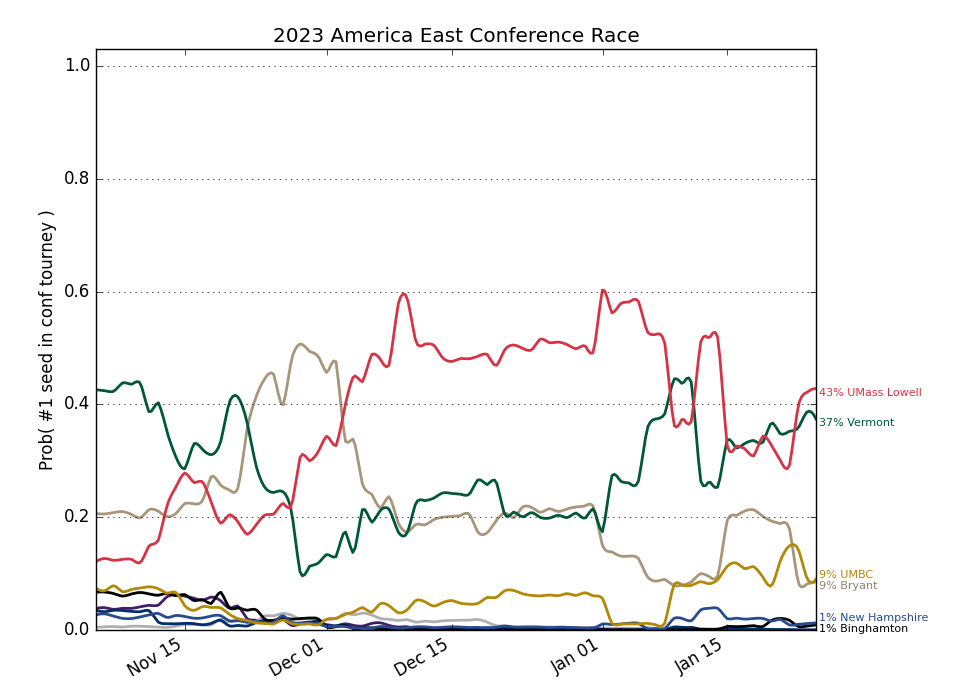 2023 America East Conference Race
Prob( #1 seed in conf tourney )
1.0
0.8
0.6
0.4
0.2
0.0
Nov 15
Dec 01
Dec 15
Jan 01
Jan 15
43% UMass Lowell
37% Vermont
9% UMBC
9% Bryant
1% New Hampshire
1% Binghamton